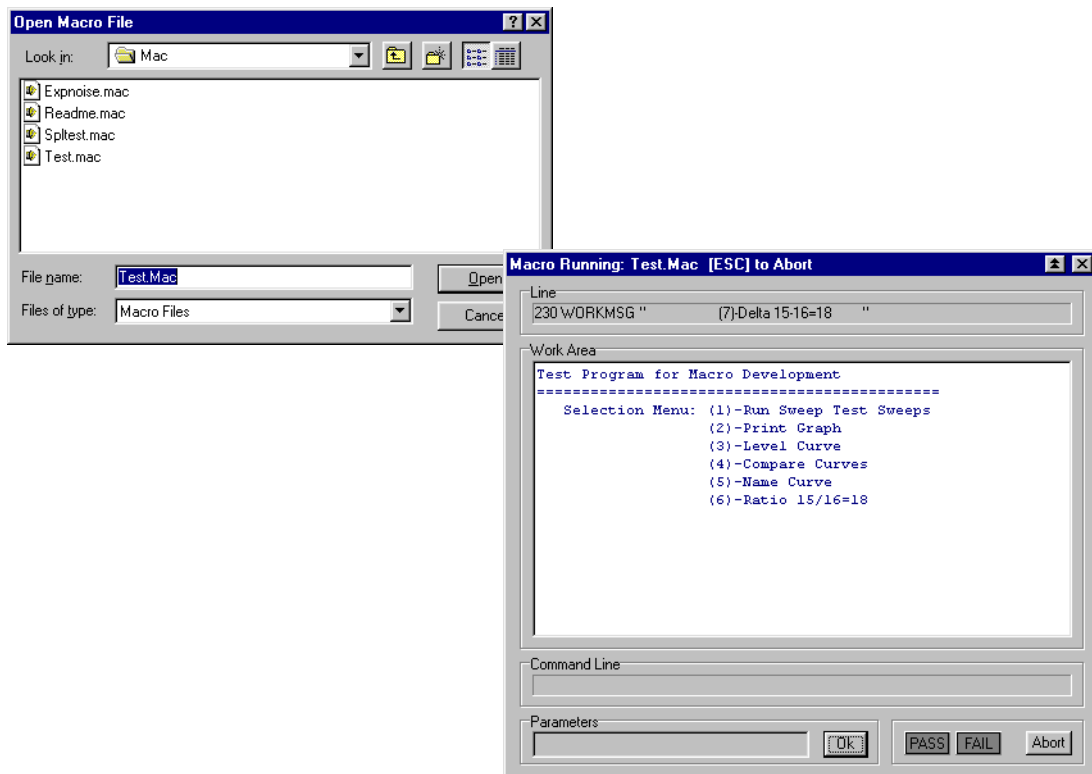 Open Macro File
Look in: Mac
Expnoise.mac
Readme.mac
Spltest.mac
Test.mac
File name: Test.Mac Open
Files of type: Macro Files Cance
Macro Running: Test.Mac [ESC] to Abort
Line
230 WORKMSG " (7)-Delta 15-16=18 "
Work Area
Test Program for Macro Development
==============================================
Selection Menu: (1)-Run Sweep Test Sweeps
(2)-Print Graph
(3)-Level Curve
(4)-Compare Curves
(5)-Name Curve
(6)-Ratio 15/16=18
Command Line
Parameters
Ok PASS FAIL Abort